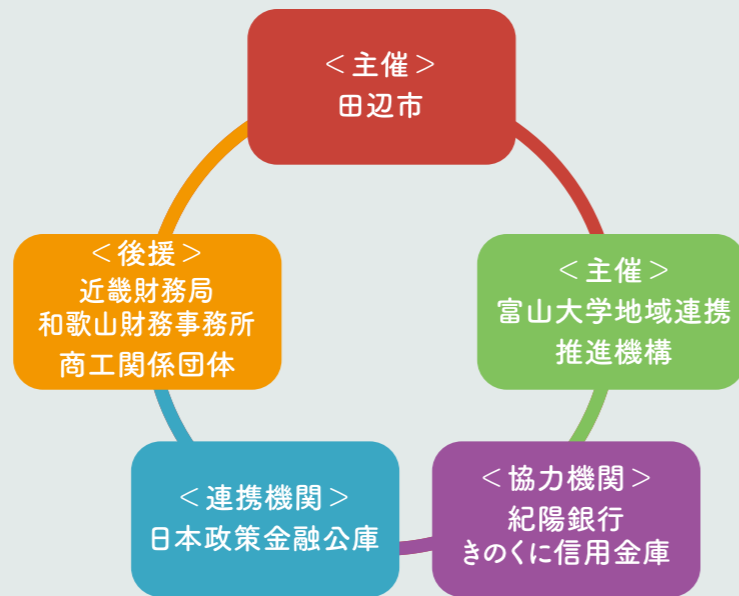 ＜主催＞
田辺市
＜後援＞
近畿財務局
和歌山財務事務所
商工関係団体
＜主催＞
富山大学地域連携
推進機構
＜連携機関＞
日本政策金融公庫
＜協力機関＞
紀陽銀行
きのくに信用金庫